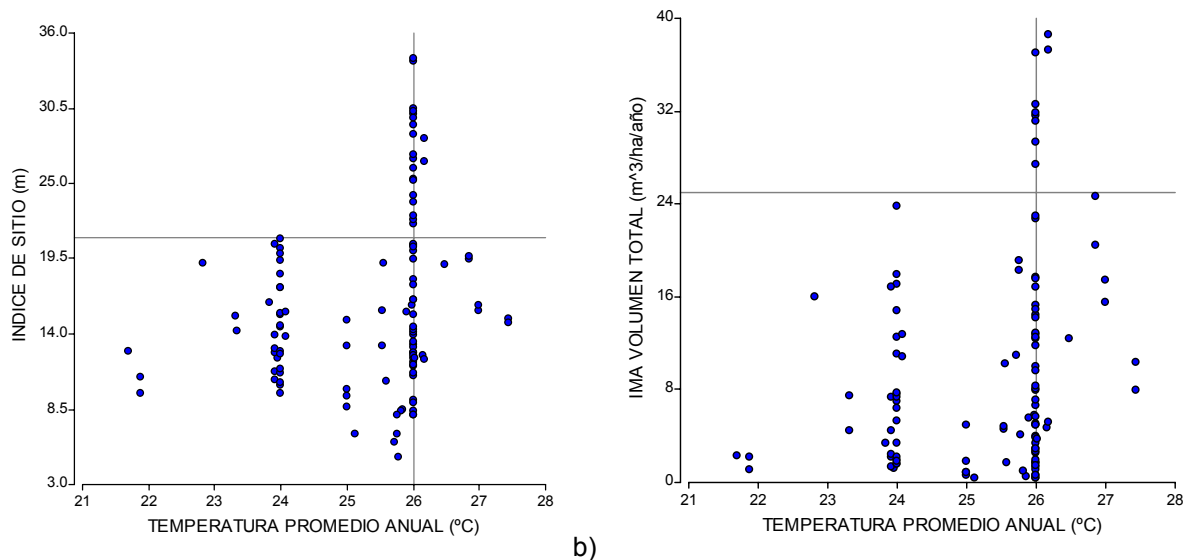 36.0
30.5
25.0
19.5
14.0
8.5
3.0
INDICE DE SITIO (m)
21 22 23 24 25 26 27 28
TEMPERATURA PROMEDIO ANUAL (ºC)
b)
40
32
24
16
8
0
IMA VOLUMEN TOTAL (m^3/ha/año)
21 22 23 24 25 26 27 28
TEMPERATURA PROMEDIO ANUAL (ºC)